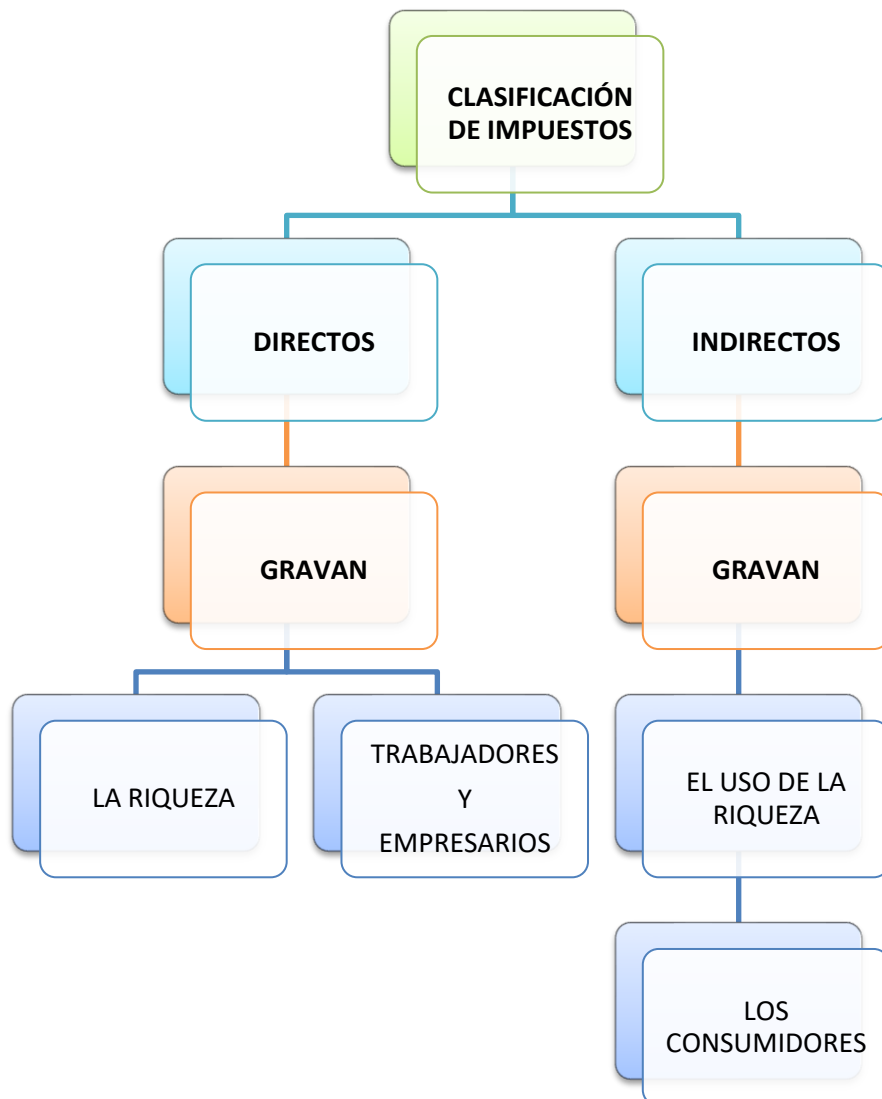 CLASIFICACIÓN
DE IMPUESTOS
DIRECTOS
INDIRECTOS
GRAVAN
GRAVAN
LA RIQUEZA
TRABAJADORES
Y
EMPRESARIOS
EL USO DE LA
RIQUEZA
LOS
CONSUMIDORES